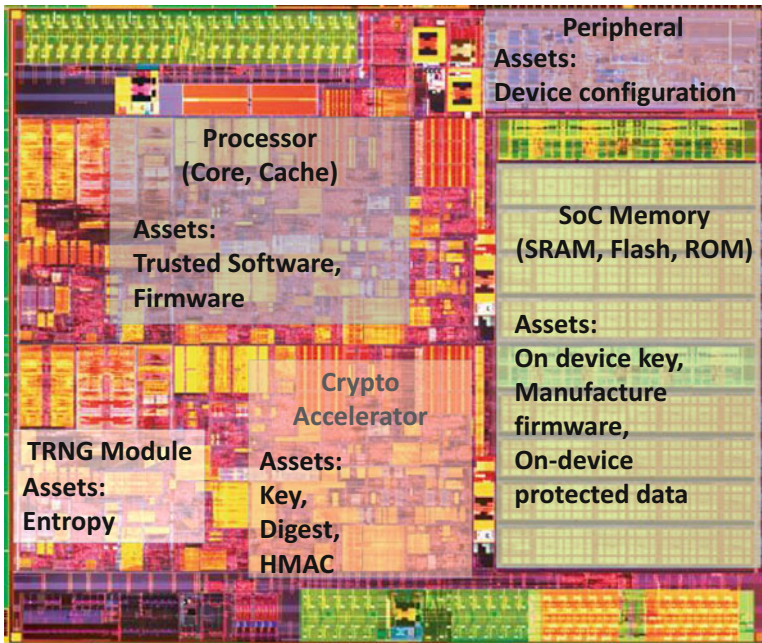 Peripheral
Assets:
Device configuration
Processor
(Core, Cache)
Assets:
Trusted Software,
Firmware
SoC Memory
(SRAM, Flash, ROM)
Assets:
On device key,
Manufacture
firmware,
On-device
protected data
Crypto
Accelerator
Assets:
Key,
Digest,
HMAC
TRNG Module
Assets:
Entropy